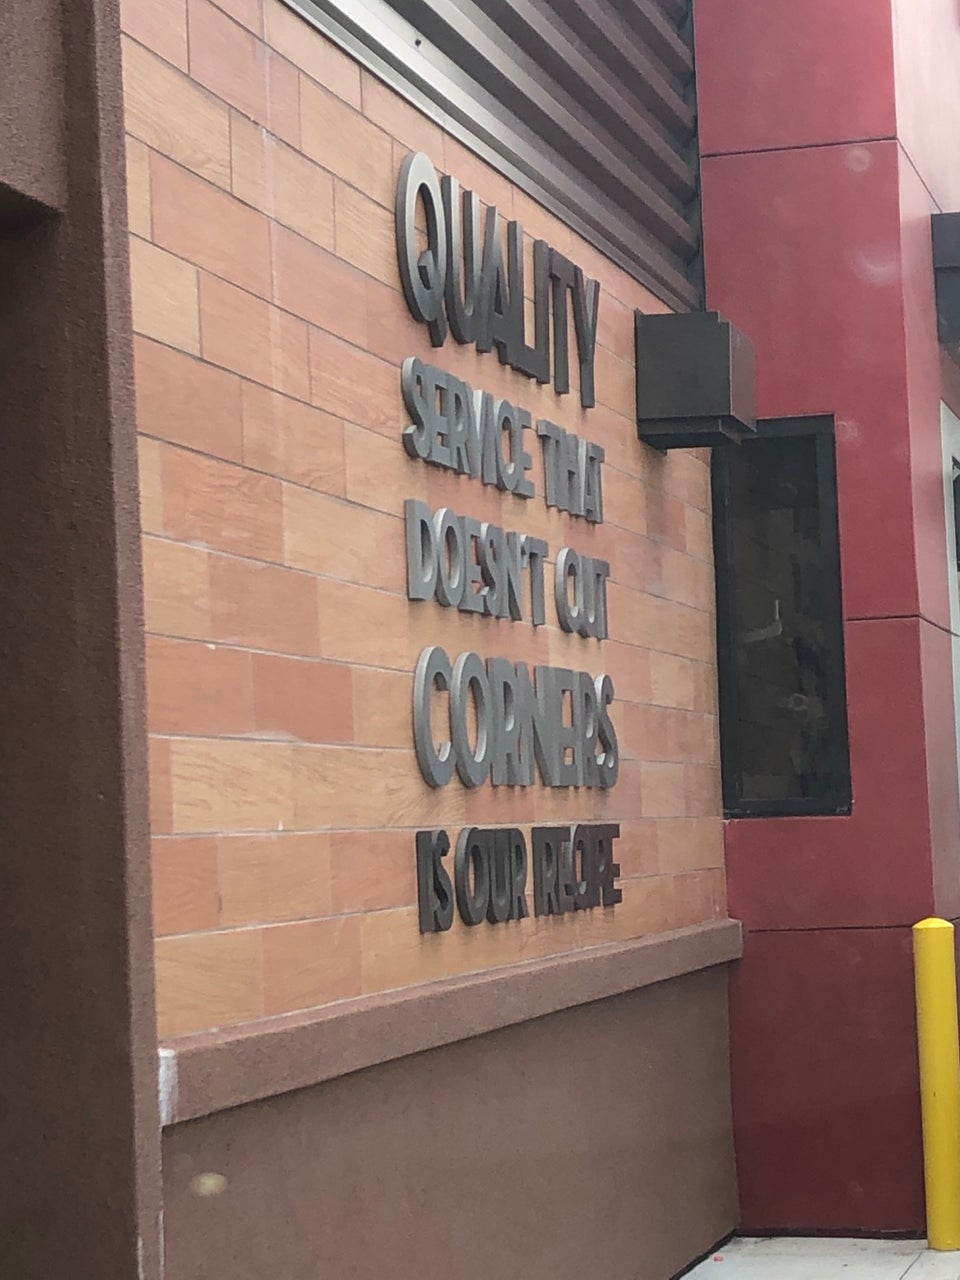 QUALITY
SERVICE THAT
DOESN'T CUT
CORNERS
IS OUR RECIPE